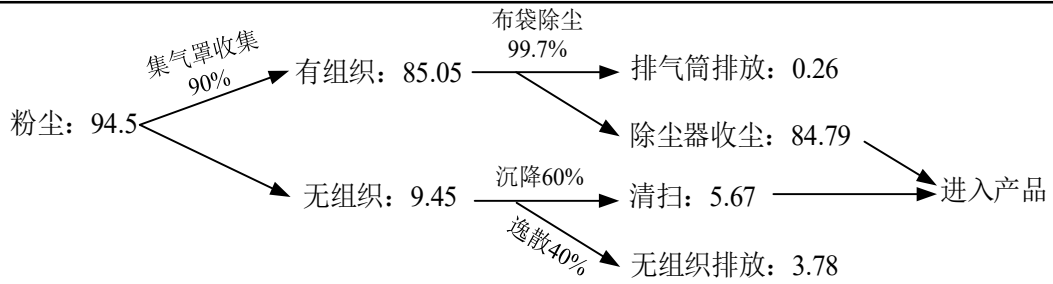 布袋除尘
99.7%
集气罩收集
90%
有组织：85.05
排气筒排放：0.26
粉尘：94.5
除尘器收尘：84.79
无组织：9.45
沉降60%
清扫：5.67
进入产品
逸散40%
无组织排放：3.78